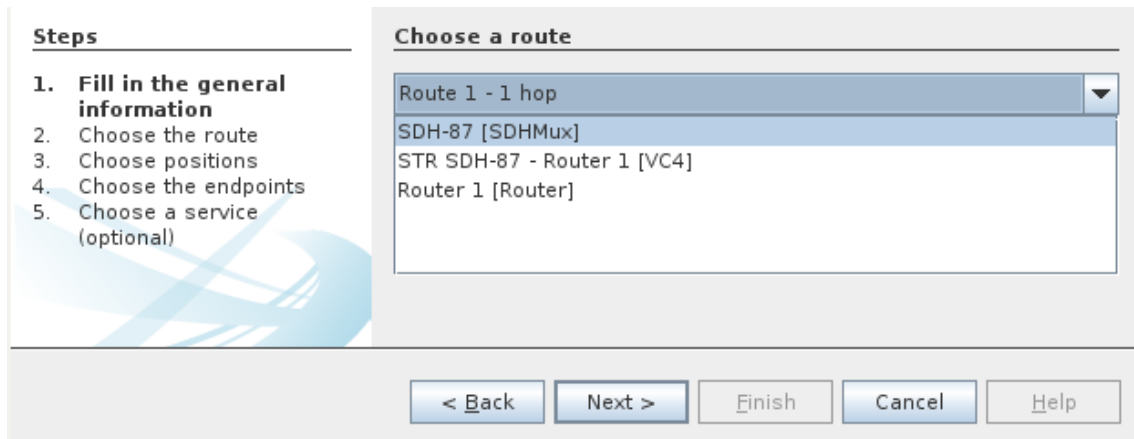 Steps
1. Fill in the general
information
2. Choose the route
3. Choose positions
4. Choose the endpoints
5. Choose a service
(optional)
Choose a route
Route 1 - 1 hop
SDH-87 [SDHMux]
STR SDH-87 - Router 1 [VC4]
Router 1 [Router]
< Back
Next >
Finish
Cancel
Help